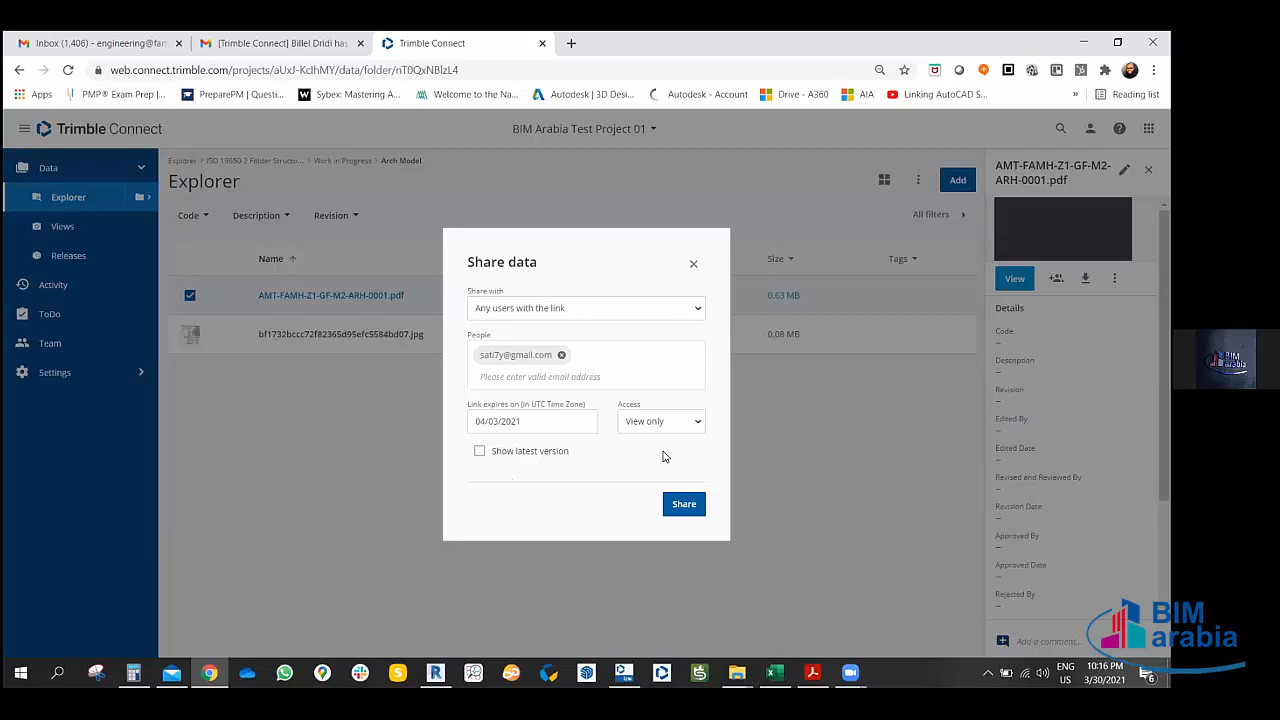 Inbox (1,406) - engineering@fam
[Trimble Connect] Billel Dridi has
Trimble Connect
web.connect.trimble.com/projects/aUxJ-KcIhMY/data/folder/nT0QxNBlzL4
Apps
PMP® Exam Prep |...
PreparePM | Questi...
Sybex: Mastering A...
Welcome to the Na...
Autodesk | 3D Desi...
Autodesk - Account
Drive - A360
AIA
Linking AutoCAD S...
»
Reading list
Trimble Connect
BIM Arabia Test Project 01
Data
Explorer
Views
Releases
Activity
ToDo
Team
Settings
Explorer > ISO 19650-2 Folder Structu... > Work in Progress > Arch Model
Explorer
Add
Code
Description
Revision
All filters
Name
Size
Tags
AMT-FAMH-Z1-GF-M2-ARH-0001.pdf
0.63 MB
bf1732bccc72f82365d95efc5584bd07.jpg
0.08 MB
Share data
Share with
Any users with the link
People
sati7y@gmail.com
Please enter valid email address
Link expires on (in UTC Time Zone)
Access
04/03/2021
View only
Show latest version
Share
AMT-FAMH-Z1-GF-M2-
ARH-0001.pdf
View
Details
Code
--
Description
--
Revision
--
Edited By
--
Edited Date
--
Revised and Reviewed By
--
Revision Date
--
Approved By
--
Approved Date
--
Rejected By
--
Add a comment...
BIM
arabia
BIM
arabia
ENG
US
10:16 PM
3/30/2021
6